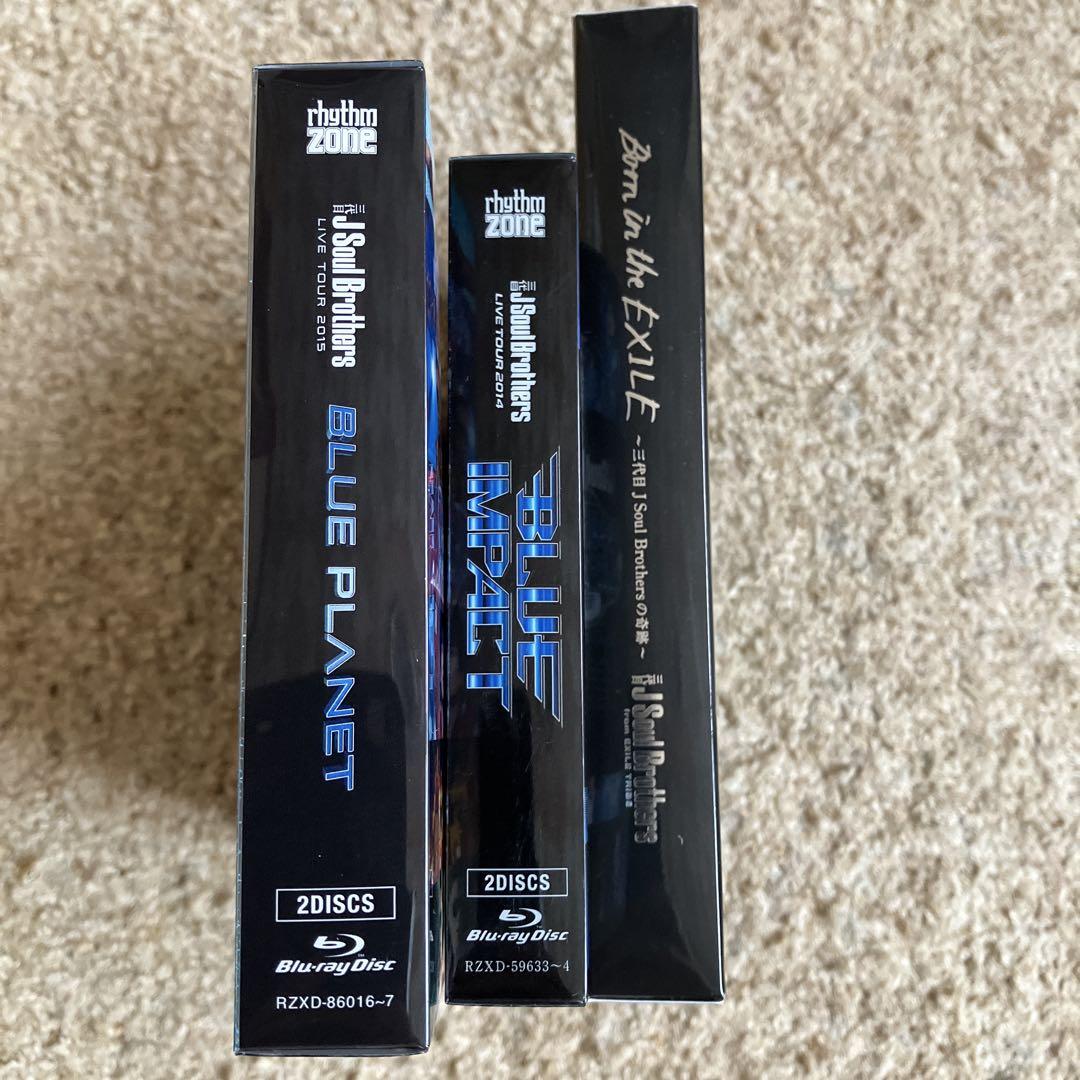 rhythm
zone
三代目
J Soul Brothers
LIVE TOUR 2015
BLUE PLANET
2DISCS
Blu-ray Disc
RZXD-86016~7
rhythm
zone
三代目
J Soul Brothers
LIVE TOUR 2014
BLUE
IMPACT
2DISCS
Blu-ray Disc
RZXD-59633~4
Born in the EXILE
~三代目 J Soul Brothersの奇跡~
三代目
J Soul Brothers
from EXILE TRIBE